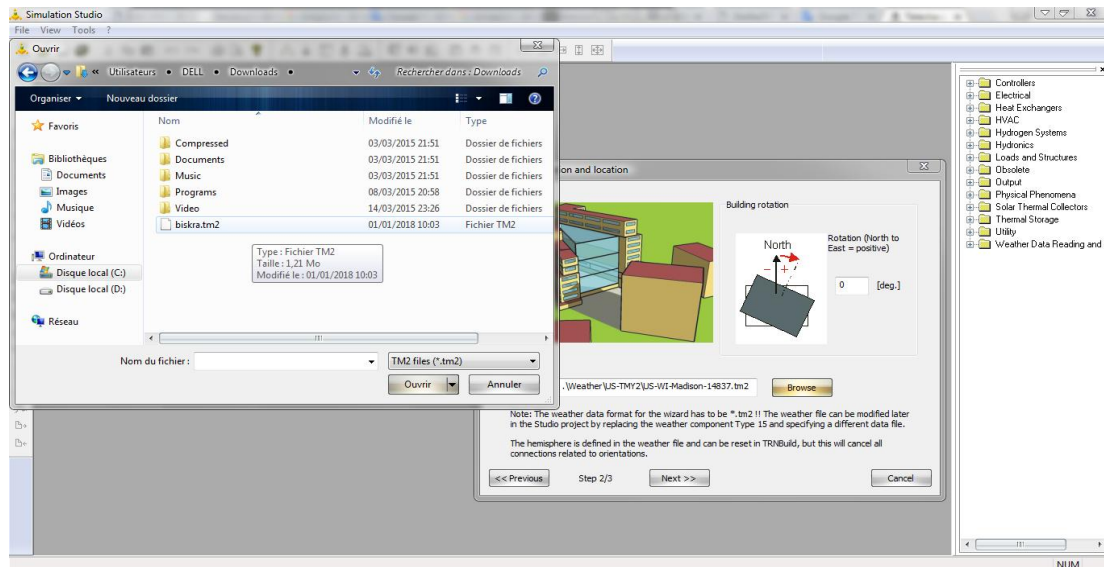 Simulation Studio
File View Tools ?
Ouvrir
« Utilisateurs • DELL • Downloads •
Rechercher dans : Downloads
Organiser
Nouveau dossier
Nom
Modifié le
Type
Favoris
Bibliothèques
Documents
Images
Musique
Vidéos
Ordinateur
Disque local (C:)
Disque local (D:)
Réseau
Compressed 03/03/2015 21:51 Dossier de fichiers
Documents 03/03/2015 21:51 Dossier de fichiers
Music 03/03/2015 21:51 Dossier de fichiers
Programs 08/03/2015 20:58 Dossier de fichiers
Video 14/03/2015 23:26 Dossier de fichiers
biskra.tm2 01/01/2018 10:03 Fichier TM2
Type : Fichier TM2
Taille : 1,21 Mo
Modifié le : 01/01/2018 10:03
Nom du fichier :
TM2 files (*.tm2)
Ouvrir
Annuler
on and location
Building rotation
North
- +
Rotation (North to
East = positive)
0 [deg.]
.\Weather\US-TMY2\US-WI-Madison-14837.tm2
Browse
Note: The weather data format for the wizard has to be *.tm2 !! The weather file can be modified later
in the Studio project by replacing the weather component Type 15 and specifying a different data file.
The hemisphere is defined in the weather file and can be reset in TRNBuild, but this will cancel all
connections related to orientations.
<< Previous
Step 2/3
Next >>
Cancel
Controllers
Electrical
Heat Exchangers
HVAC
Hydrogen Systems
Hydronics
Loads and Structures
Obsolete
Output
Physical Phenomena
Solar Thermal Collectors
Thermal Storage
Utility
Weather Data Reading and
NUM